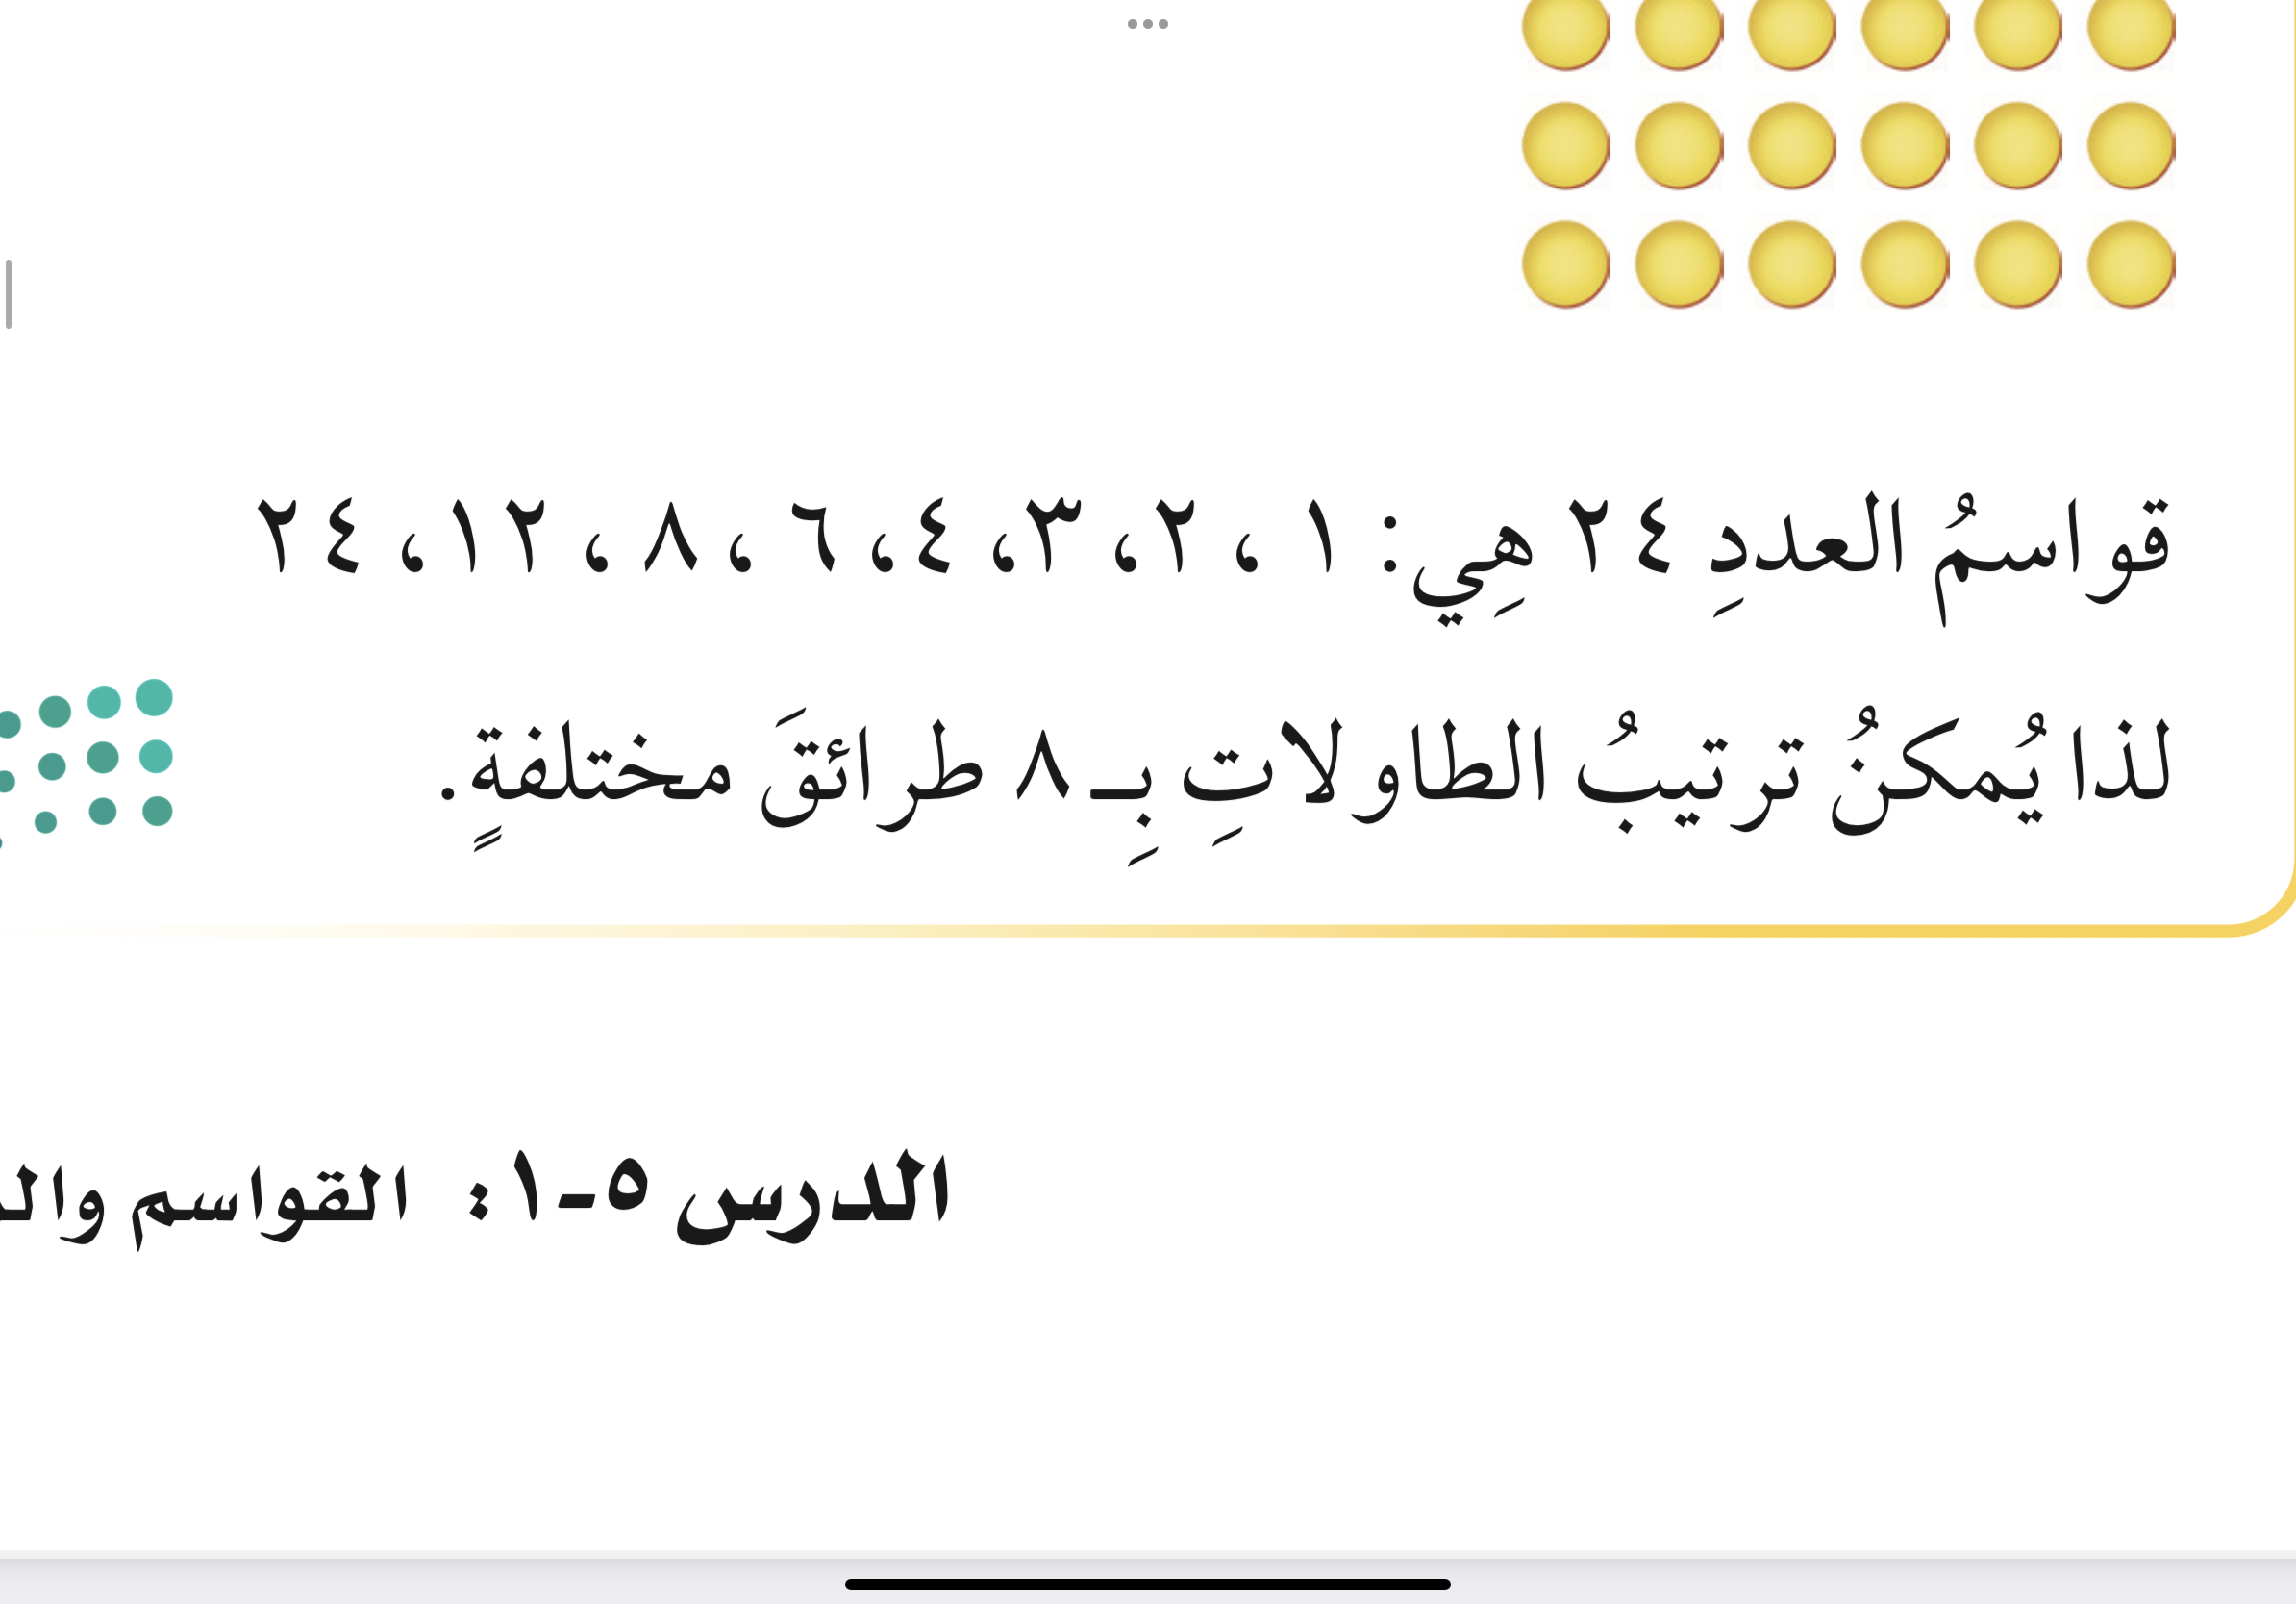 قواسمُ العددِ ٢٤ هِي: ١ ، ٢ ، ٣ ، ٤ ، ٦ ، ٨ ، ١٢ ، ٢٤
لذا يُمكنُ ترتيبُ الطاولاتِ بِـ ٨ طرائقَ مختلفةٍ.
الدرس ٥-١: القواسم